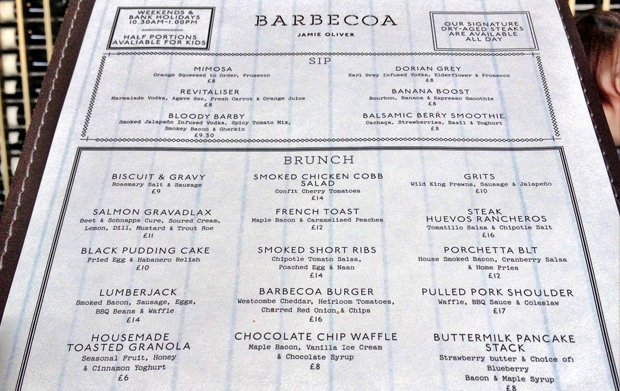 WEEKENDS &
BANK HOLIDAYS
10.30AM-1.00PM
HALF PORTIONS
AVALIABLE FOR KIDS
BARBECOA
JAMIE OLIVER
OUR SIGNATURE
DRY-AGED STEAKS
ARE AVAILABLE
ALL DAY
SIP
MIMOSA
Orange Squeezed to Order, Prosecco
£8
DORIAN GREY
Earl Grey Infused Vodka, Elderflower & Prosecco
£8
REVITALISER
Marmalade Vodka, Agave Sen, Fresh Carrot & Orange Juice
£8
BANANA BOOST
Bourbon, Banana & Espresso Smoothie
£8
BLOODY BARBY
Smoked Jalapeño Infused Vodka, Spicy Tomato Mix,
Smokey Bacon & Gherkin
£9.50
BALSAMIC BERRY SMOOTHIE
Cachaça, Strawberries, Basil & Yoghurt
£8
BRUNCH
BISCUIT & GRAVY
Rosemary Salt & Sausage
£9
SMOKED CHICKEN COBB
SALAD
Confit Cherry Tomatoes
£14
GRITS
Wild King Prawns, Sausage & Jalapeño
£10
SALMON GRAVADLAX
Beet & Schnapps Cure, Soured Cream,
Lemon, Dill, Mustard & Trout Roe
£11
FRENCH TOAST
Maple Bacon & Caramelised Peaches
£12
STEAK
HUEVOS RANCHEROS
Tomatillo Salsa & Chipotle Salt
£16
BLACK PUDDING CAKE
Fried Egg & Habanero Relish
£10
SMOKED SHORT RIBS
Chipotle Tomato Salsa,
Poached Egg & Naan
£14
PORCHETTA BLT
House Smoked Bacon, Cranberry Salsa
& Home Fries
£12
LUMBERJACK
Smoked Bacon, Sausage, Eggs,
BBQ Beans & Waffle
£14
BARBECOA BURGER
Westcombe Cheddar, Heirloom Tomatoes,
Charred Red Onion & Chips
£16
PULLED PORK SHOULDER
Waffle, BBQ Sauce & Coleslaw
£17
HOUSEMADE
TOASTED GRANOLA
Seasonal Fruit, Honey
& Cinnamon Yoghurt
£6
CHOCOLATE CHIP WAFFLE
Maple Bacon, Vanilla Ice Cream
& Chocolate Syrup
£8
BUTTERMILK PANCAKE
STACK
Strawberry butter & Choice of:
Blueberry
Bacon & Maple Syrup
£8